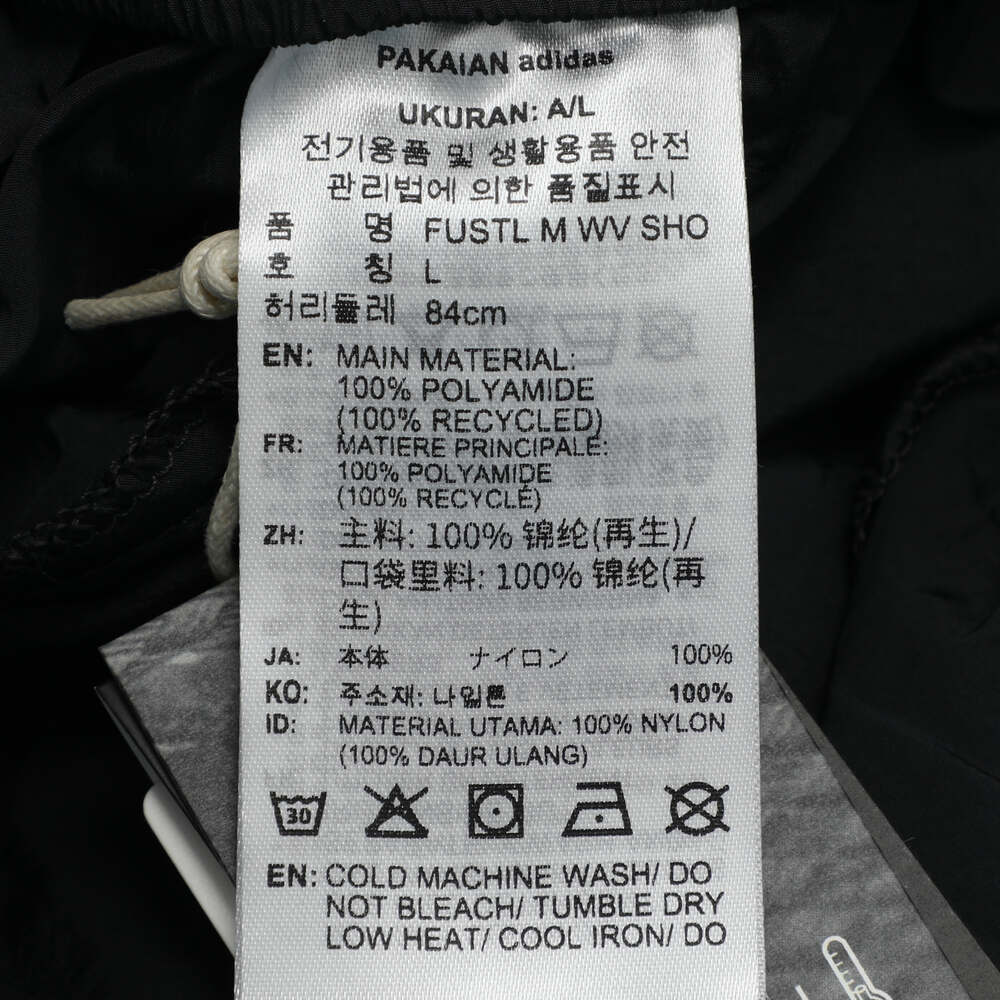 PAKAIAN adidas
UKURAN: A/L
전기용품 및 생활용품 안전
관리법에 의한 품질표시
품 명 FUSTL M WV SHO
호 칭 L
허리둘레 84cm
EN: MAIN MATERIAL:
100% POLYAMIDE
(100% RECYCLED)
FR: MATIERE PRINCIPALE:
100% POLYAMIDE
(100% RECYCLÉ)
ZH: 主料: 100% 锦纶(再生)/
口袋里料: 100% 锦纶(再
生)
JA: 本体 ナイロン 100%
KO: 주소재: 나일론 100%
ID: MATERIAL UTAMA: 100% NYLON
(100% DAUR ULANG)
30
EN: COLD MACHINE WASH/ DO
NOT BLEACH/ TUMBLE DRY
LOW HEAT/ COOL IRON/ DO